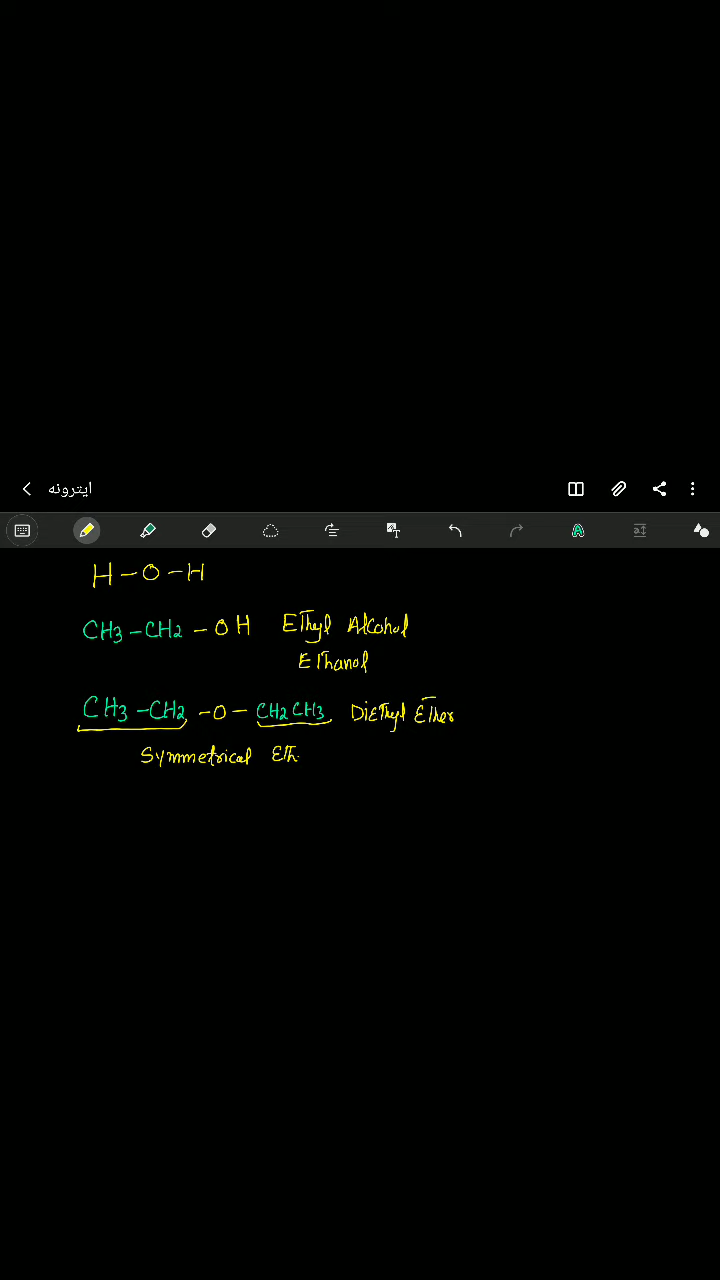 ایترونه
H-O-H
CH3-CH2-OH Ethyl Alcohol
Ethanol
CH3-CH2-O-CH2CH3 Diethyl Ether
Symmetrical Eth